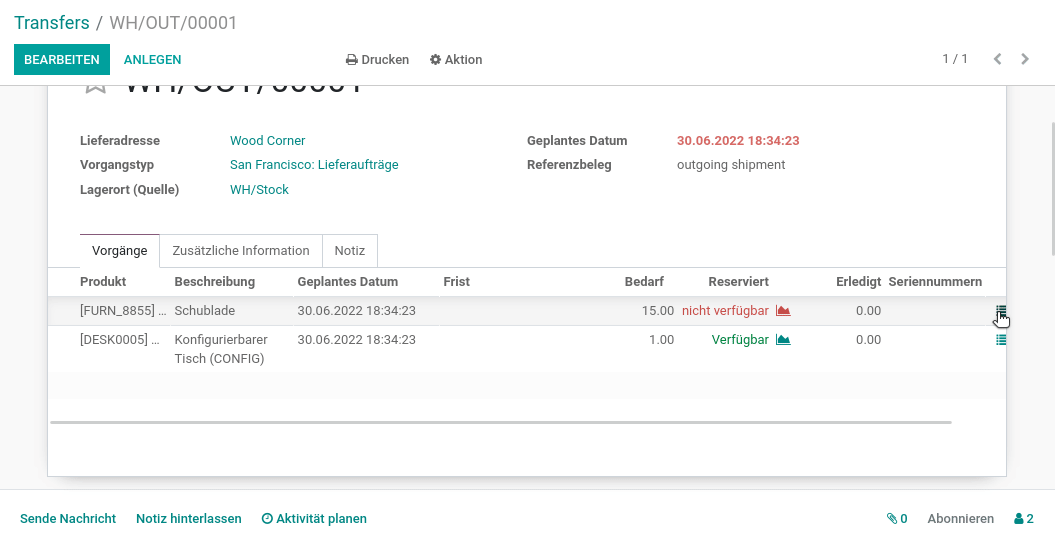 Transfers / WH/OUT/00001
BEARBEITEN ANLEGEN Drucken Aktion 1 / 1
WH/OUT/00001
Lieferadresse Wood Corner Geplantes Datum 30.06.2022 18:34:23
Vorgangstyp San Francisco: Lieferaufträge Referenzbeleg outgoing shipment
Lagerort (Quelle) WH/Stock
Vorgänge Zusätzliche Information Notiz
Produkt Beschreibung Geplantes Datum Frist Bedarf Reserviert Erledigt Seriennummern
[FURN_8855] ... Schublade 30.06.2022 18:34:23 15.00 nicht verfügbar 0.00
[DESK0005] ... Konfigurierbarer 30.06.2022 18:34:23 1.00 Verfügbar 0.00
Tisch (CONFIG)
Sende Nachricht Notiz hinterlassen Aktivität planen 0 Abonnieren 2